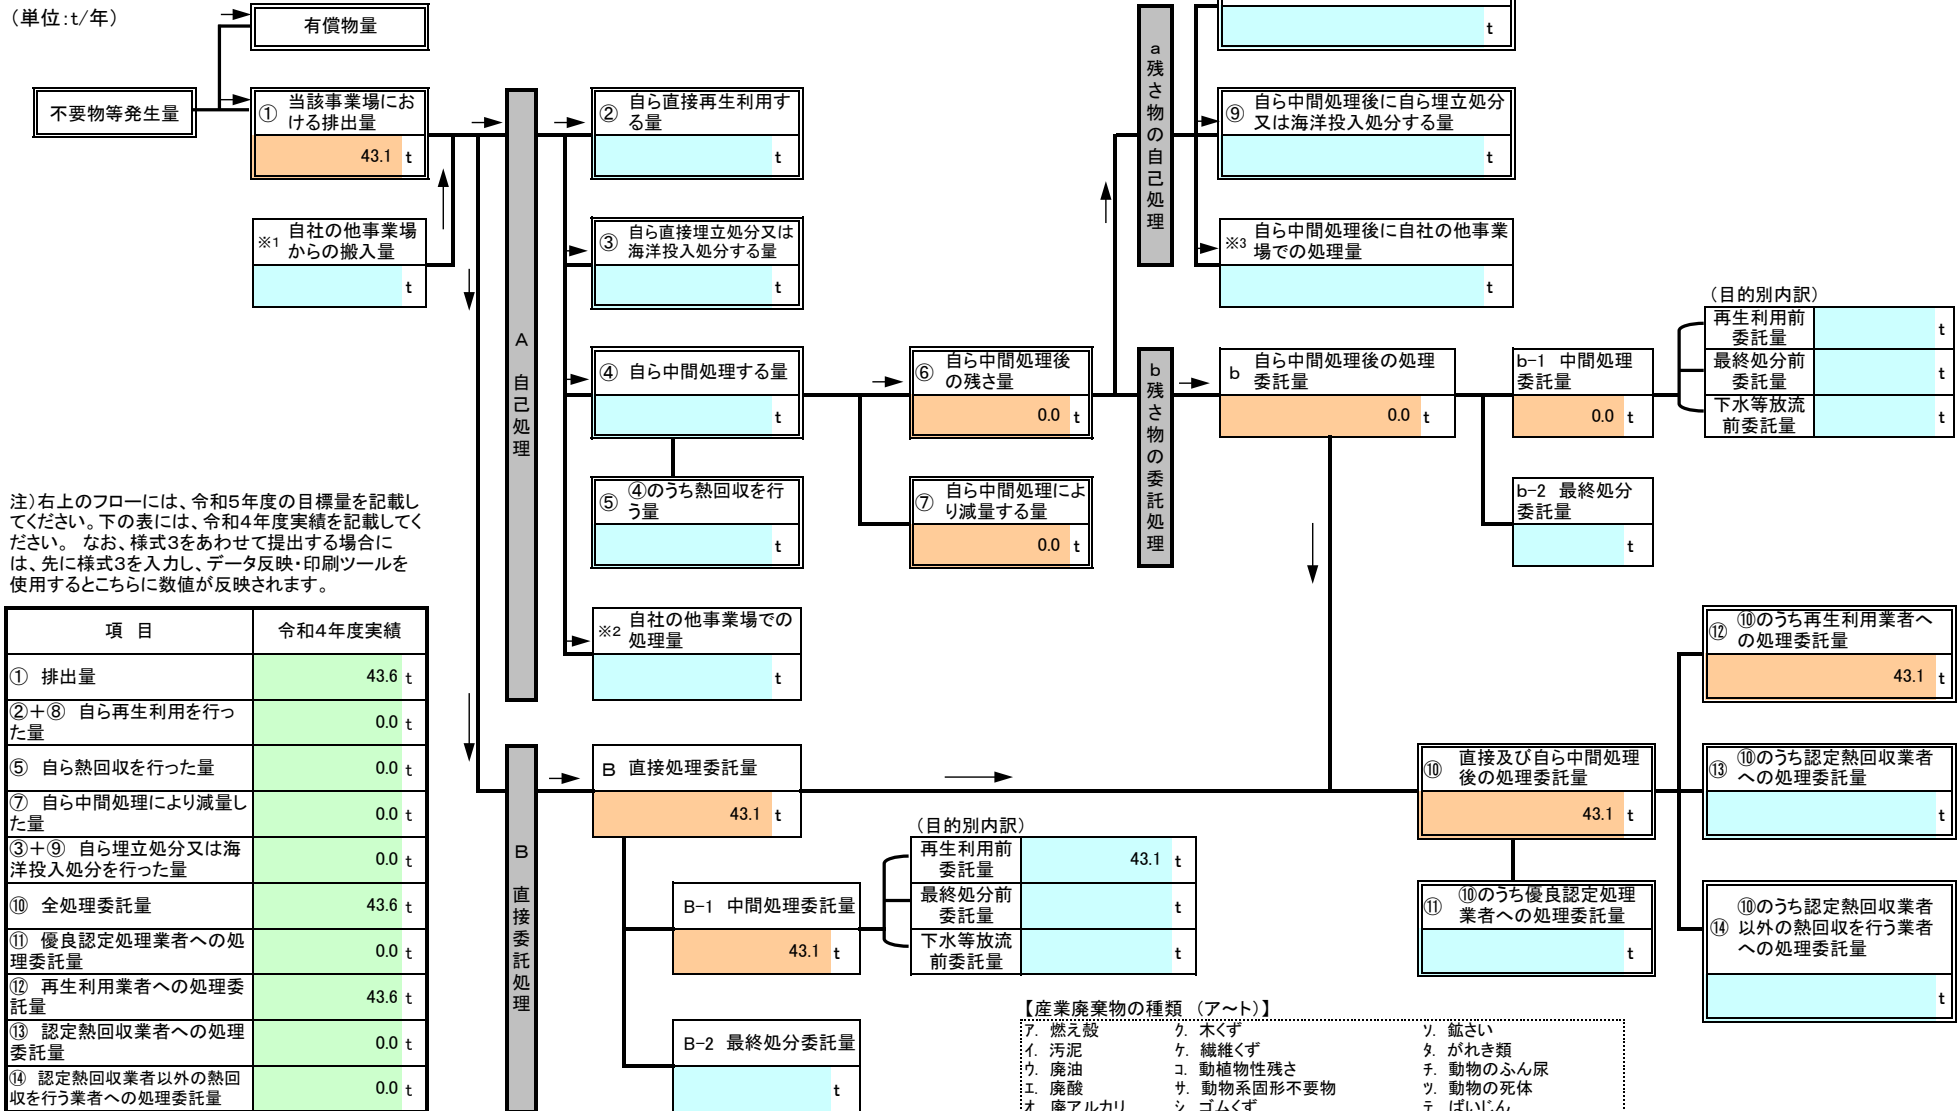 （単位:ｔ/年）
有償物量
不要物等発生量
① 当該事業場にお
ける排出量
43.1 t
※1 自社の他事業場
からの搬入量
t
A 自己処理
② 自ら直接再生利用す
る量
t
③ 自ら直接埋立処分又は
海洋投入処分する量
t
④ 自ら中間処理する量
t
⑤ ④のうち熱回収を行
う量
t
※2 自社の他事業場での
処理量
t
⑥ 自ら中間処理後
の残さ量
0.0 t
⑦ 自ら中間処理によ
り減量する量
0.0 t
a 残さ物の自己処理
t
⑨ 自ら中間処理後に自ら埋立処分
又は海洋投入処分する量
t
※3 自ら中間処理後に自社の他事業
場での処理量
t
b 残さ物の委託処理
b 自ら中間処理後の処理
委託量
0.0 t
b-1 中間処理
委託量
0.0 t
（目的別内訳）
再生利用前
委託量 t
最終処分前
委託量 t
下水等放流
前委託量 t
b-2 最終処分
委託量
t
注）右上のフローには、令和５年度の目標量を記載し
てください。下の表には、令和４年度実績を記載してく
ださい。 なお、様式３をあわせて提出する場合に
は、先に様式３を入力し、データ反映・印刷ツールを
使用するとこちらに数値が反映されます。
項 目 令和４年度実績
① 排出量 43.6 t
②＋⑧ 自ら再生利用を行っ
た量 0.0 t
⑤ 自ら熱回収を行った量 0.0 t
⑦ 自ら中間処理により減量し
た量 0.0 t
③＋⑨ 自ら埋立処分又は海
洋投入処分を行った量 0.0 t
⑩ 全処理委託量 43.6 t
⑪ 優良認定処理業者への処
理委託量 0.0 t
⑫ 再生利用業者への処理委
託量 43.6 t
⑬ 認定熱回収業者への処理
委託量 0.0 t
⑭ 認定熱回収業者以外の熱回
収を行う業者への処理委託量 0.0 t
B 直接委託処理
B 直接処理委託量
43.1 t
B-1 中間処理委託量
43.1 t
（目的別内訳）
再生利用前
委託量 43.1 t
最終処分前
委託量 t
下水等放流
前委託量 t
B-2 最終処分委託量
t
⑩ 直接及び自ら中間処理
後の処理委託量
43.1 t
⑪ ⑩のうち優良認定処理
業者への処理委託量
t
⑫ ⑩のうち再生利用業者へ
の処理委託量
43.1 t
⑬ ⑩のうち認定熱回収業者
への処理委託量
t
⑭ ⑩のうち認定熱回収業者
以外の熱回収を行う業者
への処理委託量
t
【産業廃棄物の種類 （ア～ト）】
ア. 燃え殻 ク. 木くず ソ. 鉱さい
イ. 汚泥 ケ. 繊維くず タ. がれき類
ウ. 廃油 コ. 動植物性残さ チ. 動物のふん尿
エ. 廃酸 サ. 動物系固形不要物 ツ. 動物の死体
オ. 廃アルカリ シ. ゴムくず テ. ばいじん